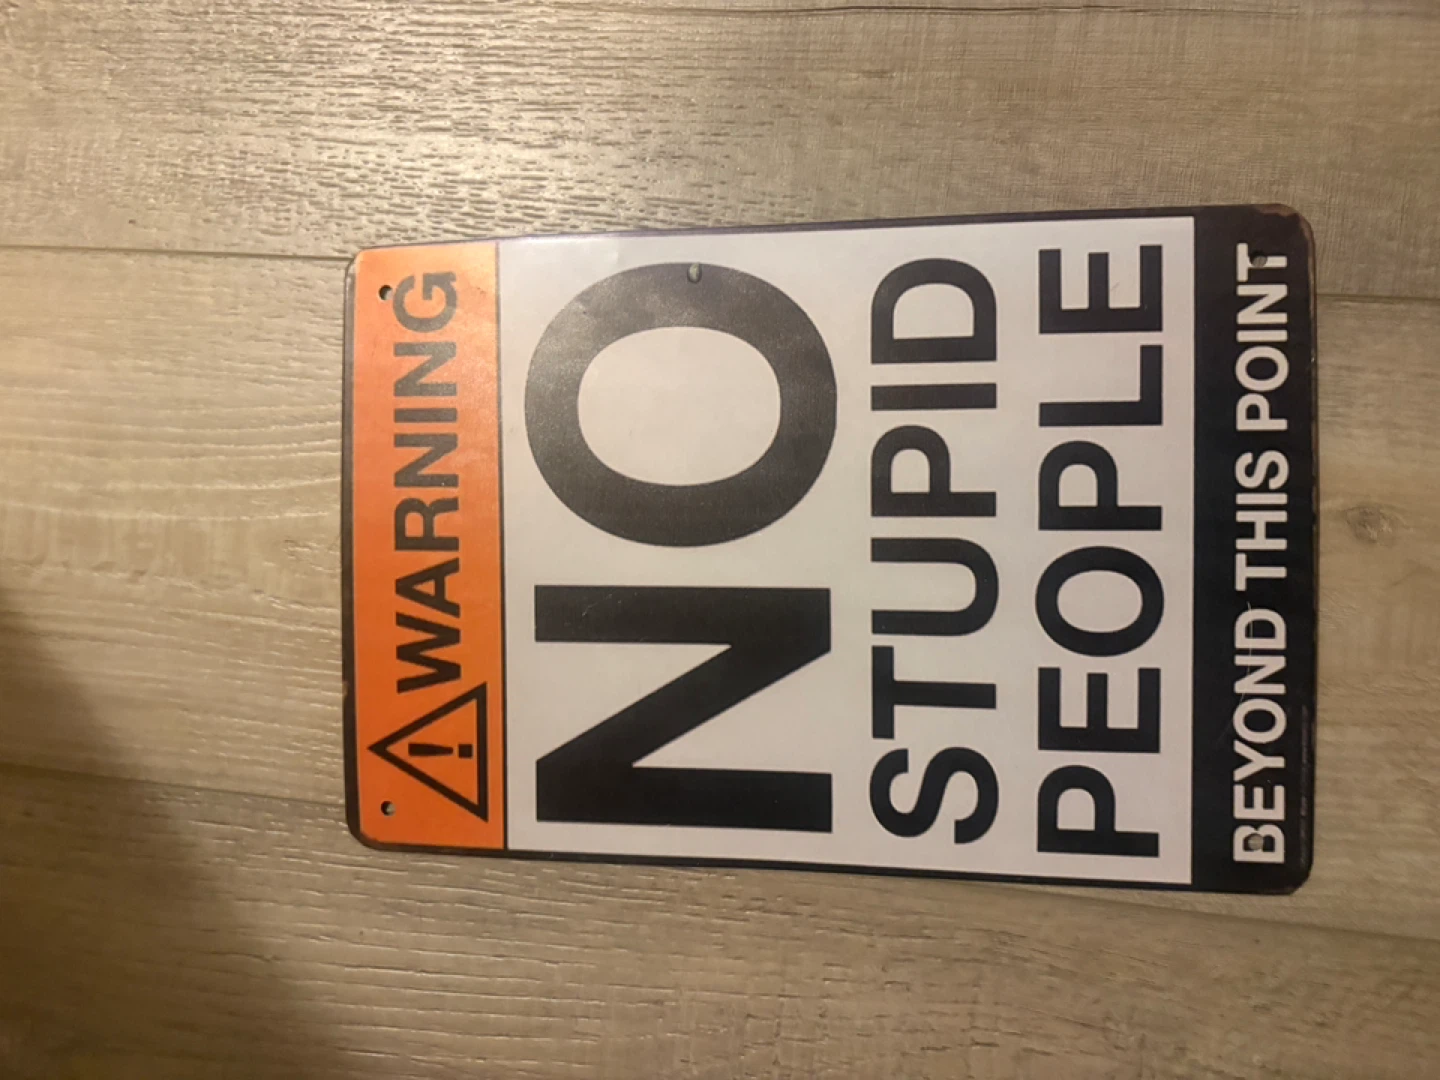 WARNING
NO
STUPID
PEOPLE
BEYOND THIS POINT